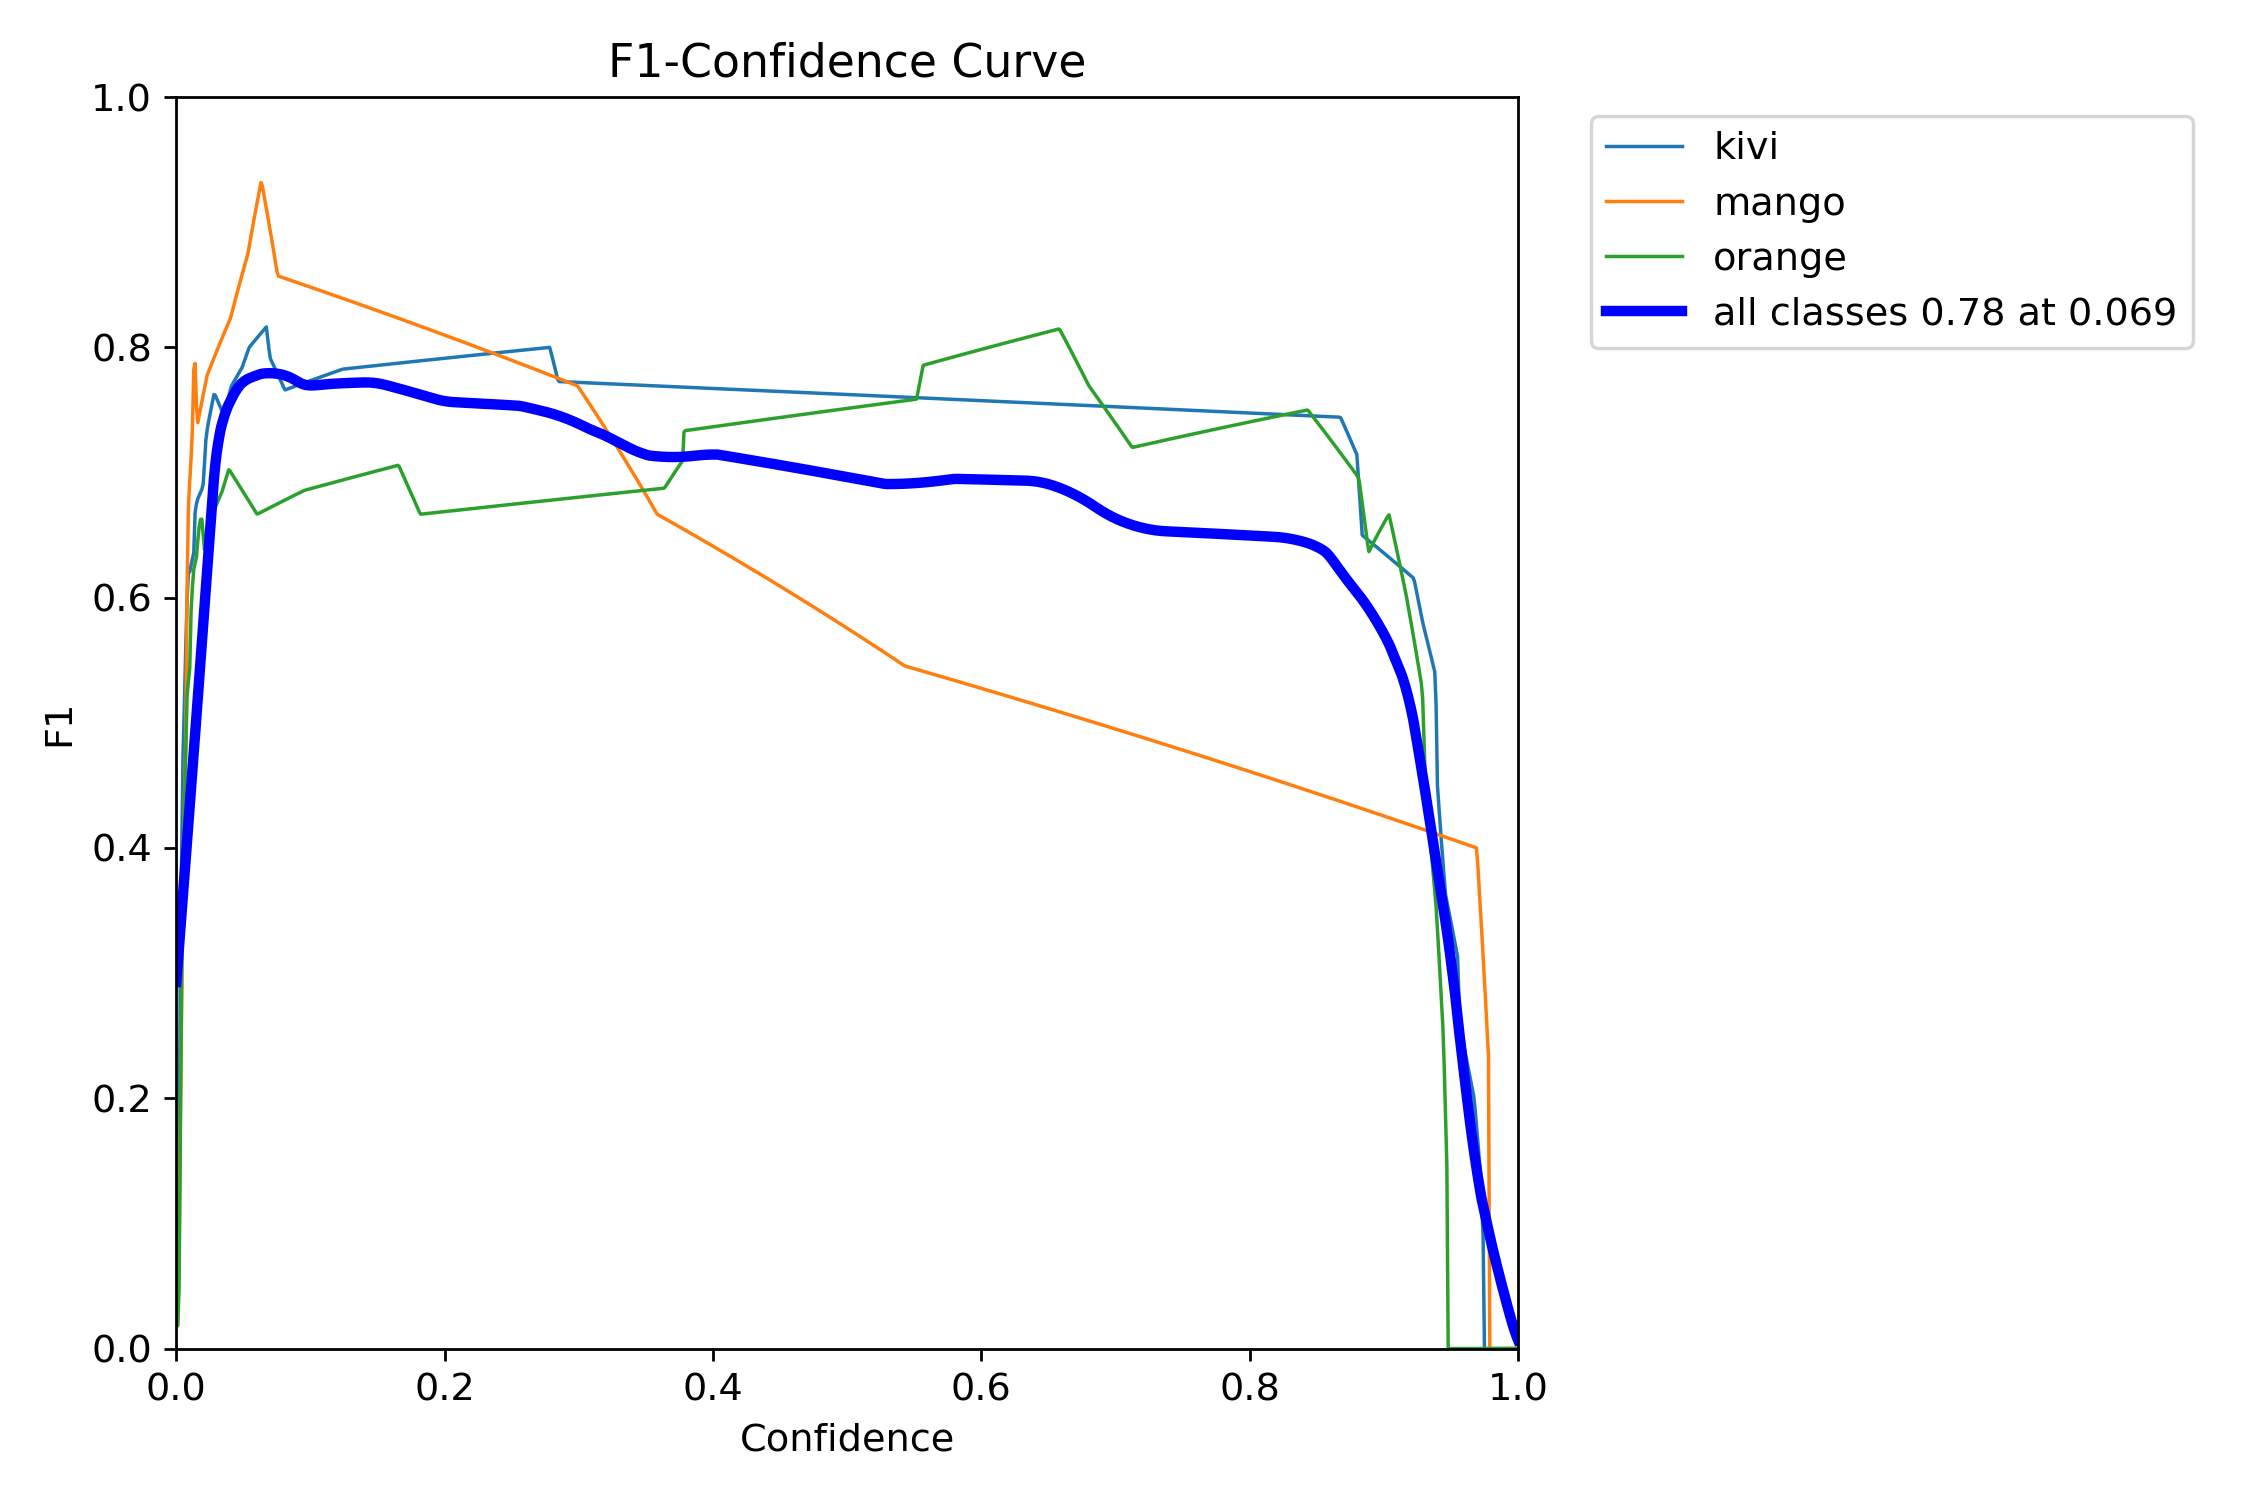 F1-Confidence Curve
1.0
0.8
0.6
0.4
0.2
0.0
F1
0.0 0.2 0.4 0.6 0.8 1.0
Confidence
kivi
mango
orange
all classes 0.78 at 0.069